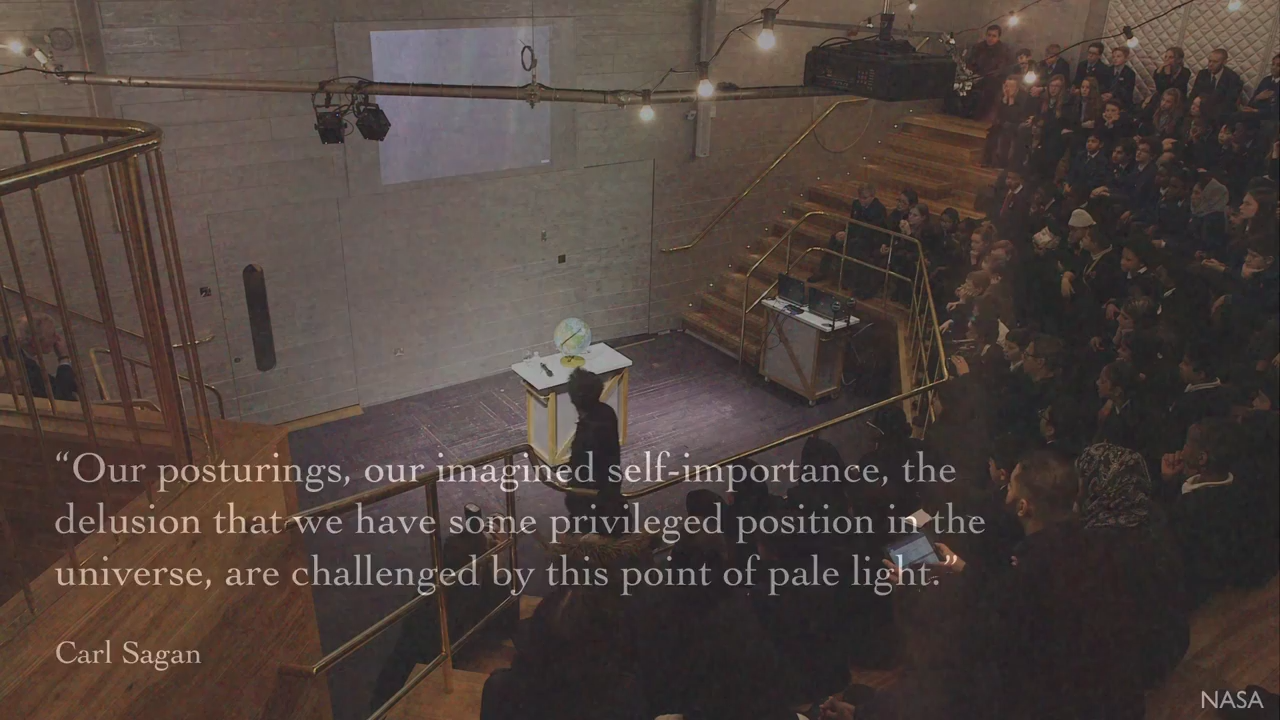 “Our posturings, our imagined self-importance, the
delusion that we have some privileged position in the
universe, are challenged by this point of pale light.
Carl Sagan
NASA